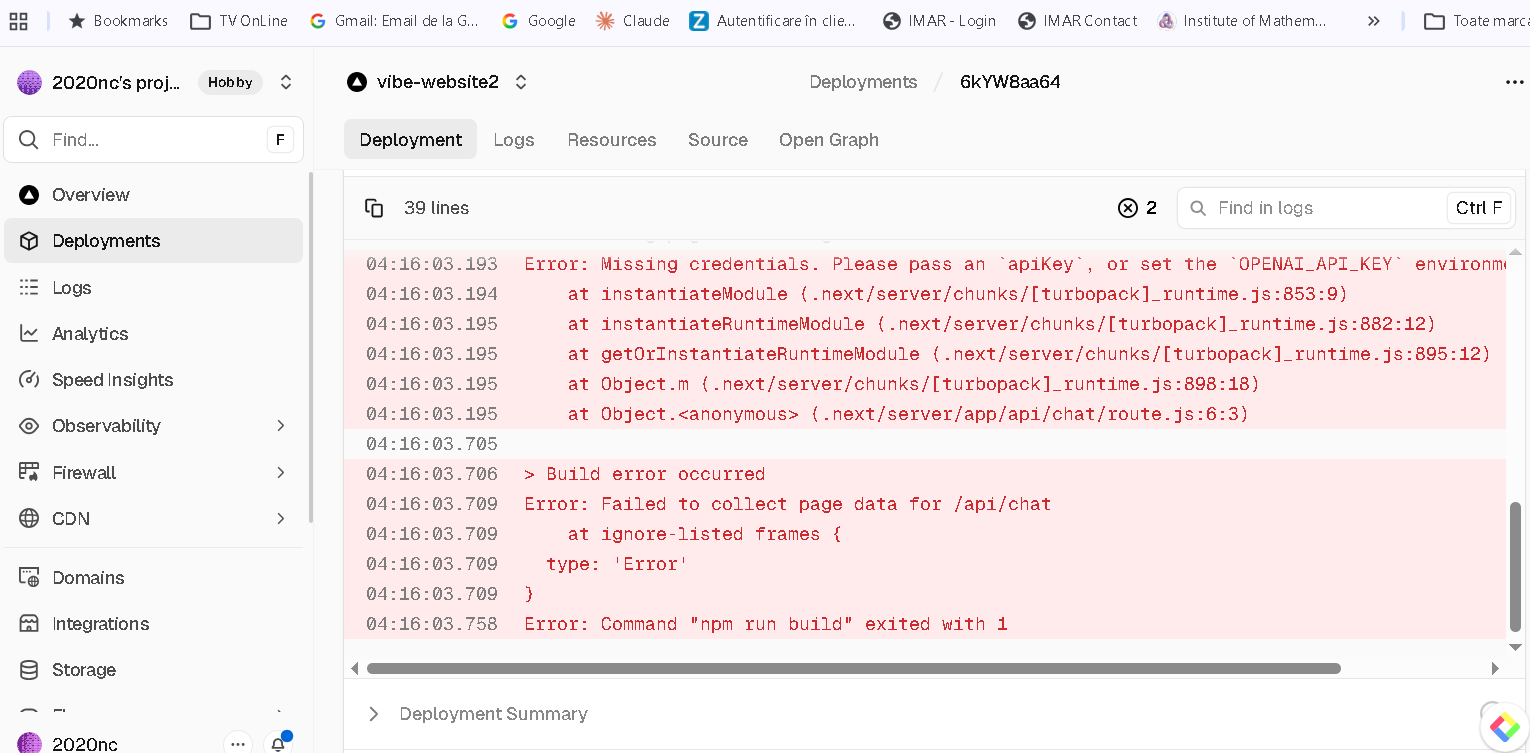 Bookmarks TV OnLine Gmail: Email de la G... Google Claude Autentificare în clie... IMAR - Login IMAR Contact Institute of Mathem... » Toate marca
2020nc's proj... Hobby
vibe-website2 Deployments / 6kYW8aa64 ...
Find... F
Deployment Logs Resources Source Open Graph
Overview
Deployments
Logs
Analytics
Speed Insights
Observability
Firewall
CDN
Domains
Integrations
Storage
2020nc ...
39 lines 2 Find in logs Ctrl F
04:16:03.193 Error: Missing credentials. Please pass an `apiKey`, or set the `OPENAI_API_KEY` environme
04:16:03.194 at instantiateModule (.next/server/chunks/[turbopack]_runtime.js:853:9)
04:16:03.195 at instantiateRuntimeModule (.next/server/chunks/[turbopack]_runtime.js:882:12)
04:16:03.195 at getOrInstantiateRuntimeModule (.next/server/chunks/[turbopack]_runtime.js:895:12)
04:16:03.195 at Object.m (.next/server/chunks/[turbopack]_runtime.js:898:18)
04:16:03.195 at Object.<anonymous> (.next/server/app/api/chat/route.js:6:3)
04:16:03.705
04:16:03.706 > Build error occurred
04:16:03.709 Error: Failed to collect page data for /api/chat
04:16:03.709 at ignore-listed frames {
04:16:03.709 type: 'Error'
04:16:03.709 }
04:16:03.758 Error: Command "npm run build" exited with 1
Deployment Summary